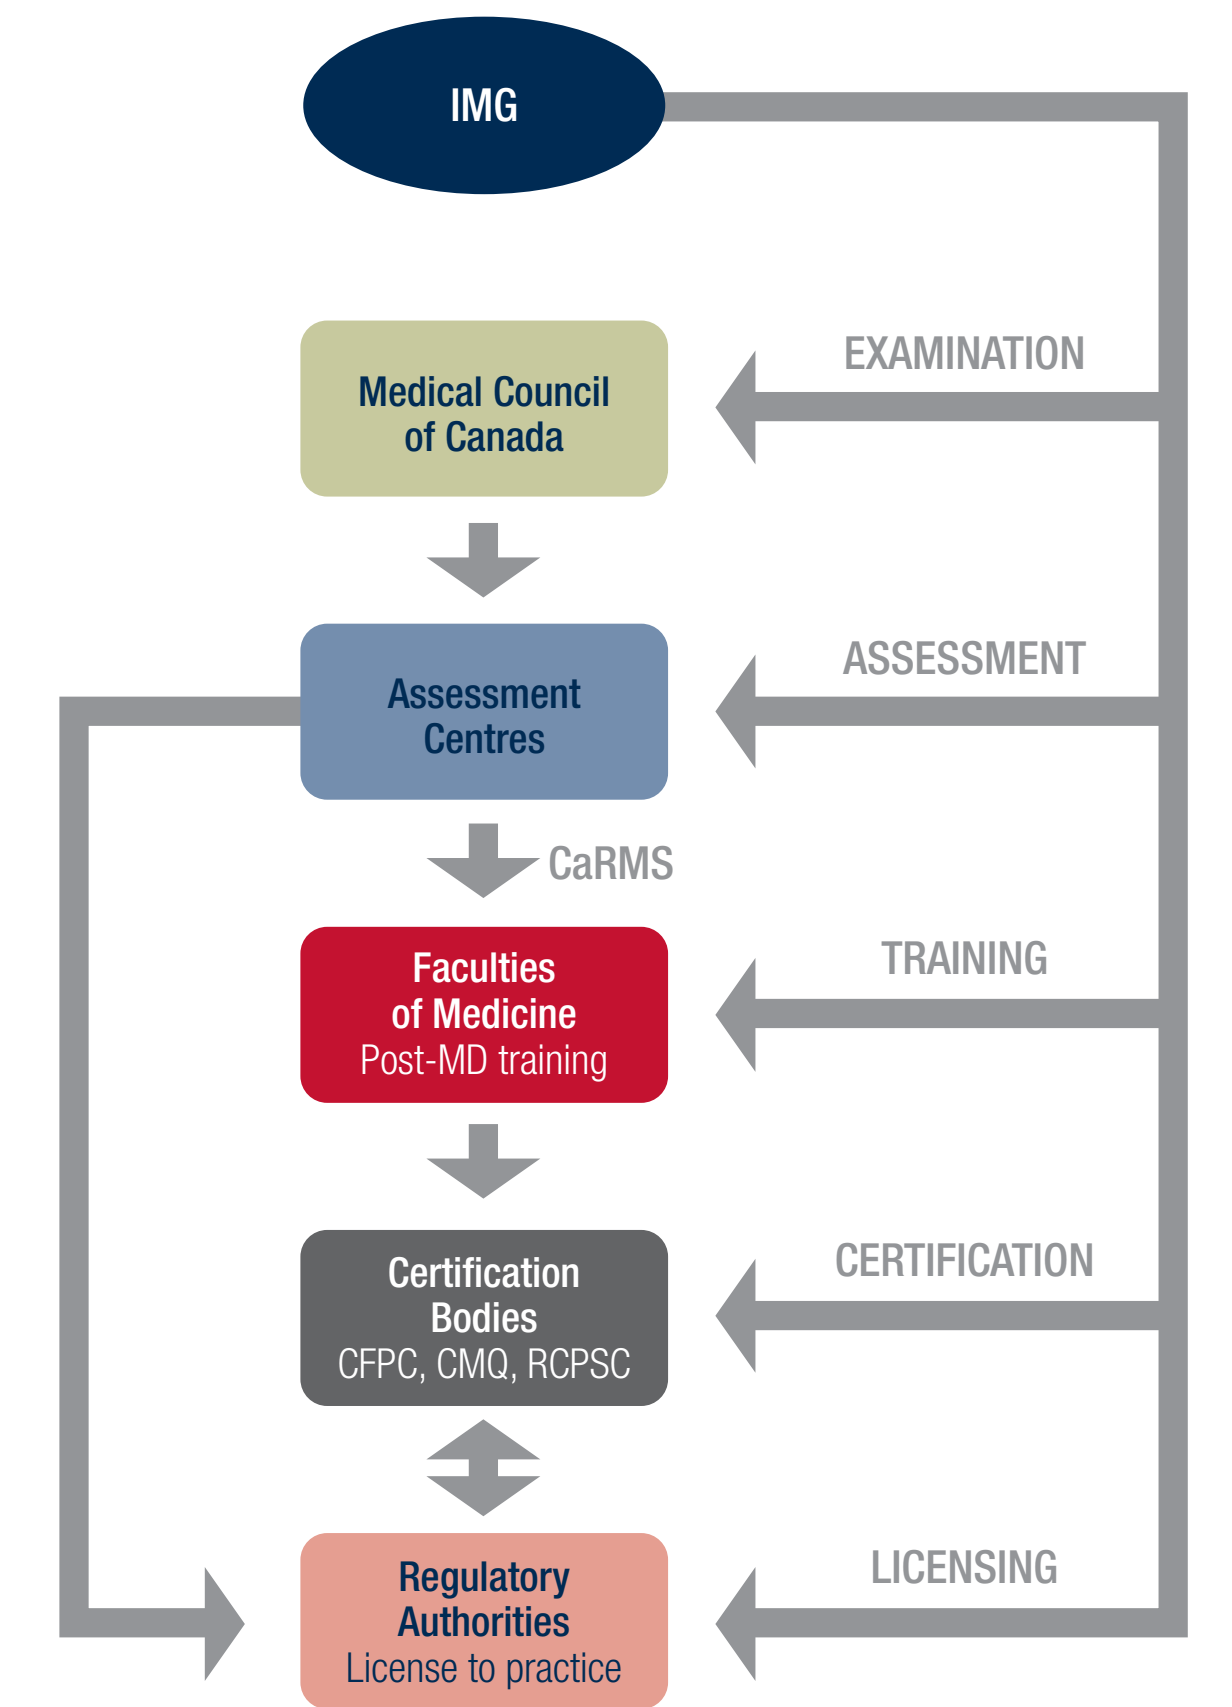 IMG
EXAMINATION
Medical Council
of Canada
ASSESSMENT
Assessment
Centres
CaRMS
TRAINING
Faculties
of Medicine
Post-MD training
CERTIFICATION
Certification
Bodies
CFPC, CMQ, RCPSC
LICENSING
Regulatory
Authorities
License to practice